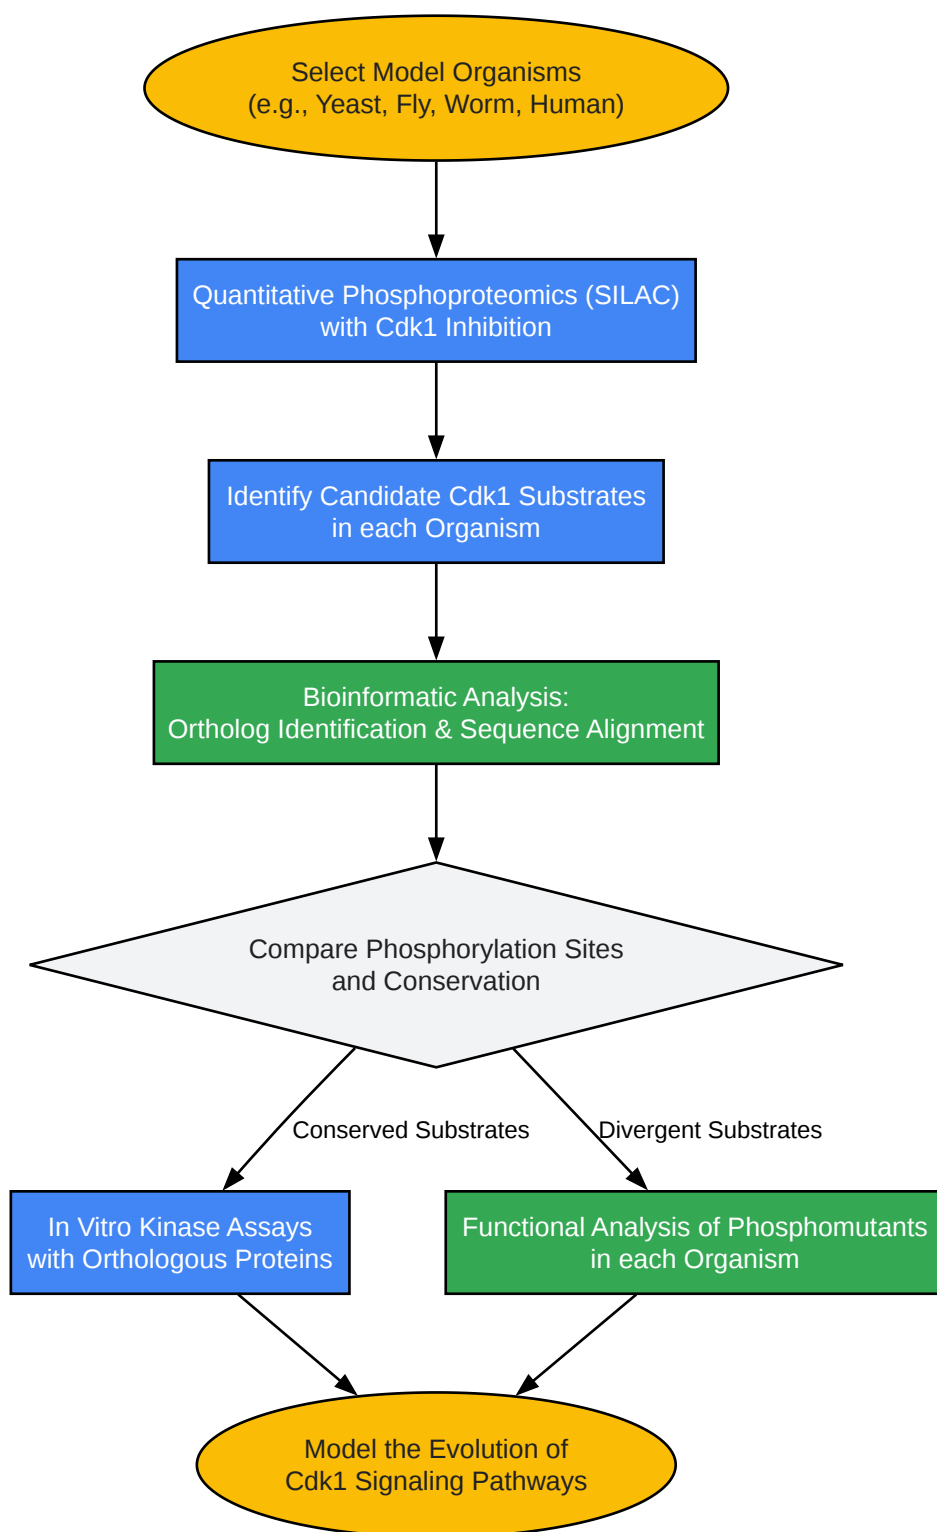 Select Model Organisms
(e.g., Yeast, Fly, Worm, Human)
Quantitative Phosphoproteomics (SILAC)
with Cdk1 Inhibition
Identify Candidate Cdk1 Substrates
in each Organism
Bioinformatic Analysis:
Ortholog Identification & Sequence Alignment
Compare Phosphorylation Sites
and Conservation
Conserved Substrates
Divergent Substrates
In Vitro Kinase Assays
with Orthologous Proteins
Functional Analysis of Phosphomutants
in each Organism
Model the Evolution of
Cdk1 Signaling Pathways